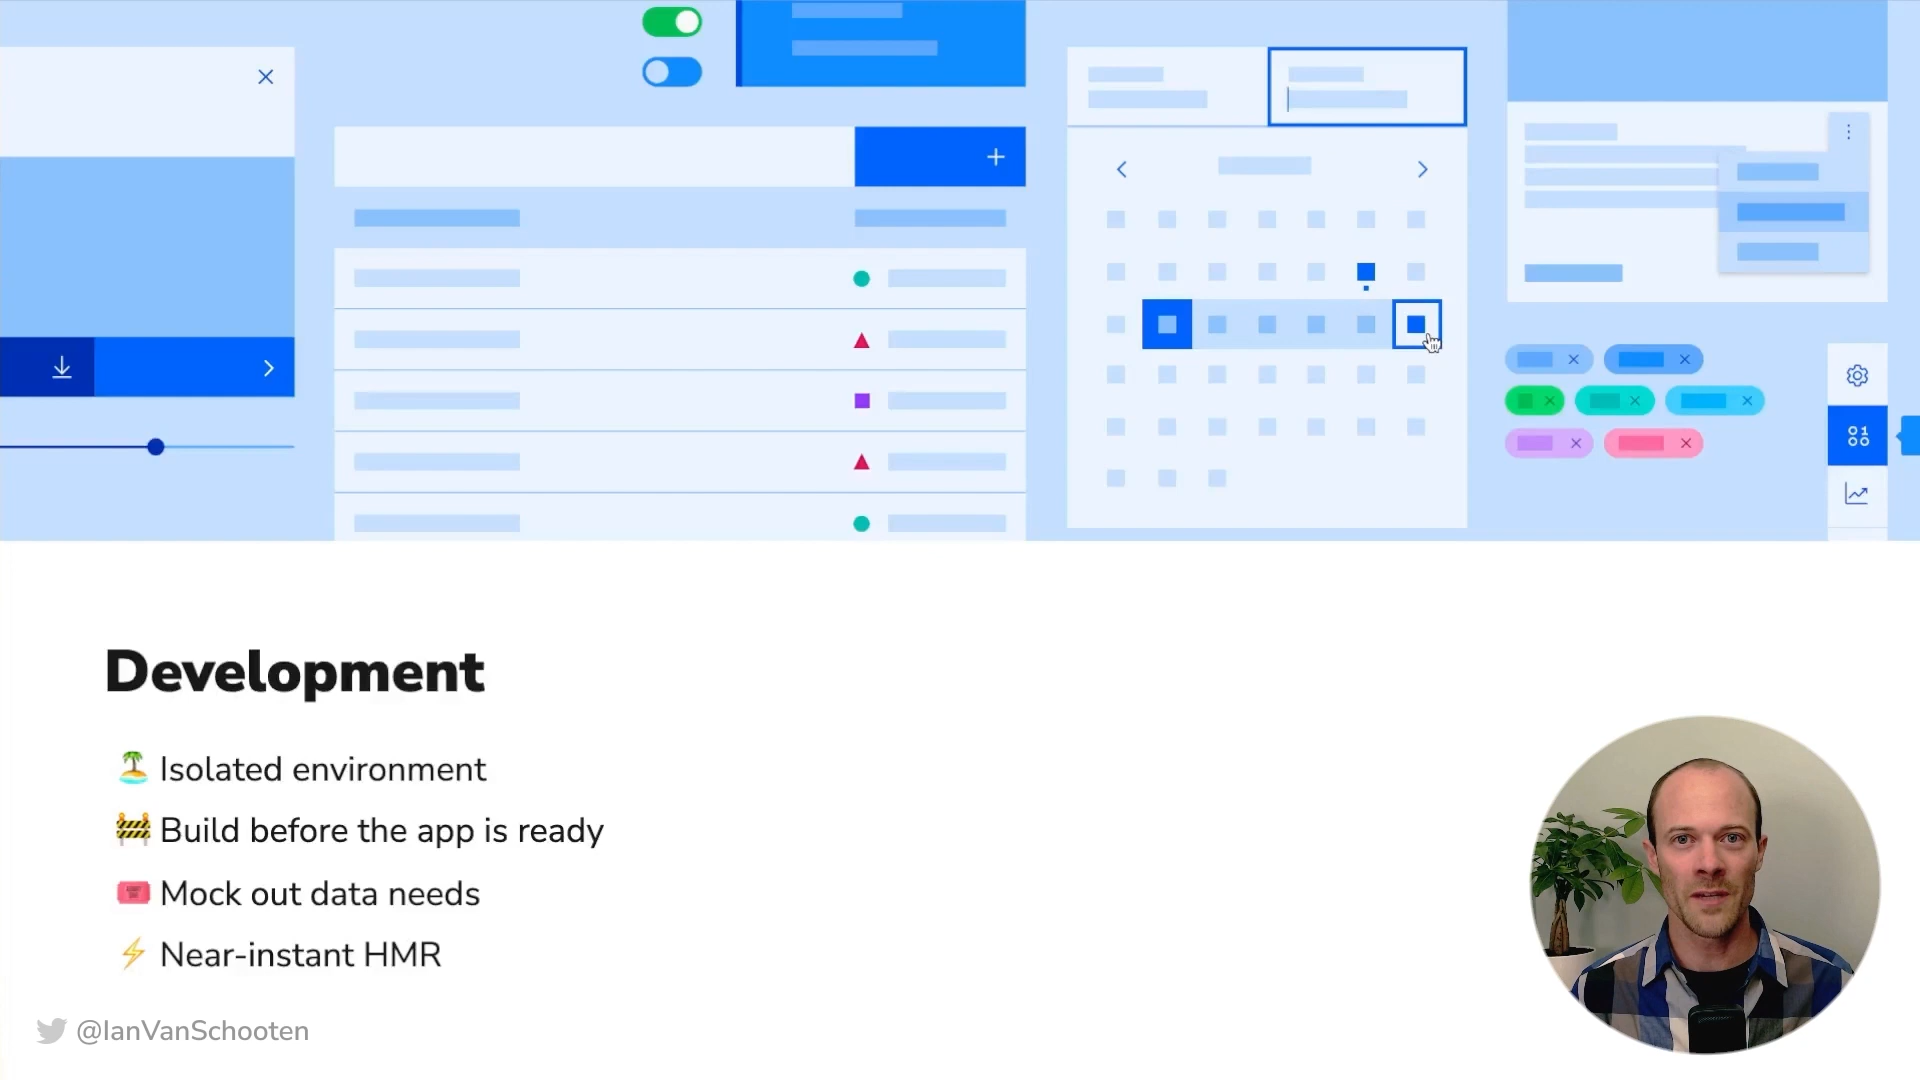 Development
🏝️ Isolated environment
🚧 Build before the app is ready
🎟️ Mock out data needs
⚡ Near-instant HMR
@IanVanSchooten